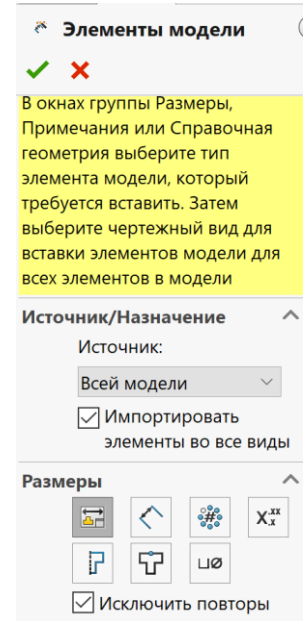 Элементы модели
В окнах группы Размеры,
Примечания или Справочная
геометрия выберите тип
элемента модели, который
требуется вставить. Затем
выберите чертежный вид для
вставки элементов модели для
всех элементов в модели
Источник/Назначение
Источник:
Всей модели
Импортировать
элементы во все виды
Размеры
# X.xx .x
⊔Ø
Исключить повторы